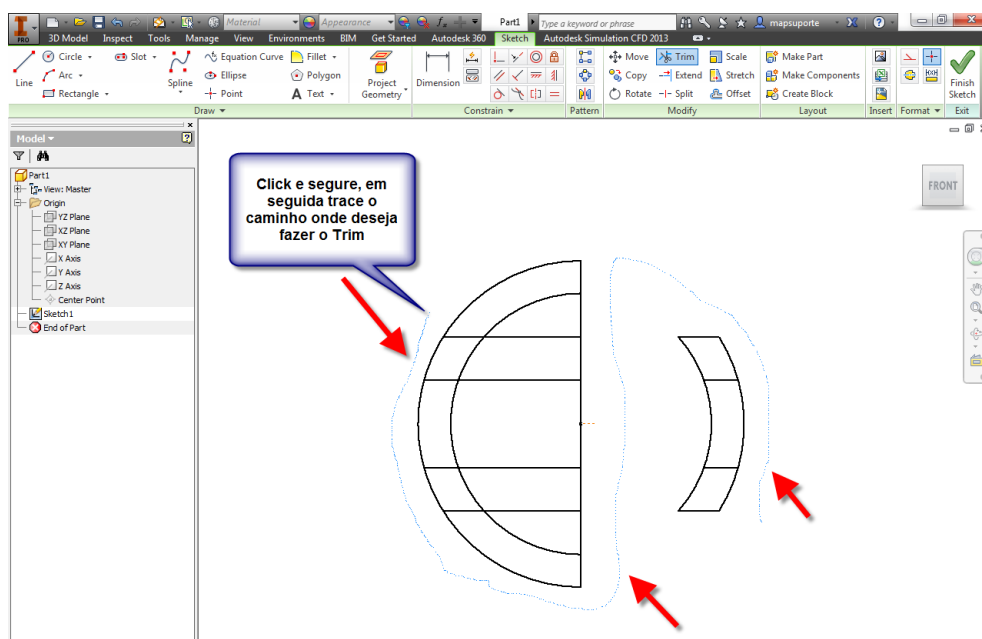 Material
Appearance
Part1
Type a keyword or phrase
mapsuporte
PRO
3D Model Inspect Tools Manage View Environments BIM Get Started Autodesk 360 Sketch Autodesk Simulation CFD 2013
Line
Circle
Arc
Rectangle
Slot
Spline
Equation Curve
Ellipse
Point
Fillet
Polygon
A Text
Project
Geometry
Dimension
Move
Copy
Rotate
Trim
Extend
Split
Scale
Stretch
Offset
Make Part
Make Components
Create Block
Finish
Sketch
Draw
Constrain
Pattern
Modify
Layout
Insert
Format
Exit
Model
Part1
View: Master
Origin
YZ Plane
XZ Plane
XY Plane
X Axis
Y Axis
Z Axis
Center Point
Sketch1
End of Part
Click e segure, em
seguida trace o
caminho onde deseja
fazer o Trim
FRONT